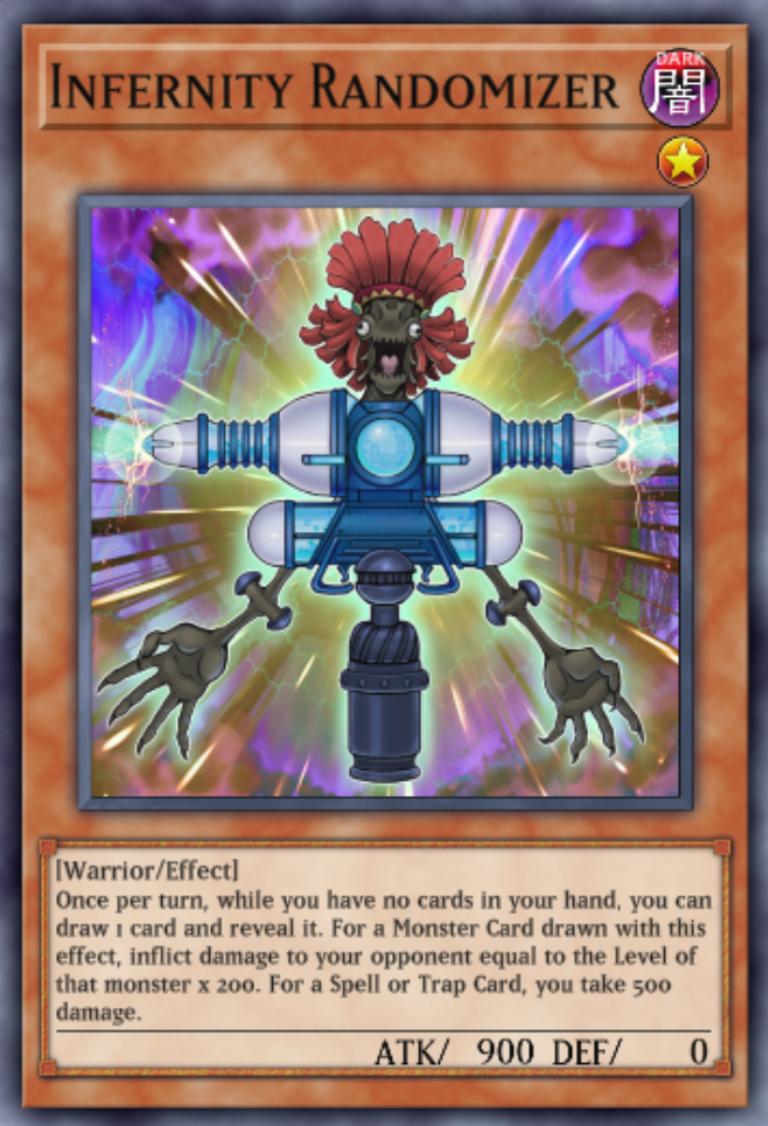 Infernity Randomizer
DARK
闇
[Warrior/Effect]
Once per turn, while you have no cards in your hand, you can
draw 1 card and reveal it. For a Monster Card drawn with this
effect, inflict damage to your opponent equal to the Level of
that monster x 200. For a Spell or Trap Card, you take 500
damage.
ATK/ 900 DEF/ 0